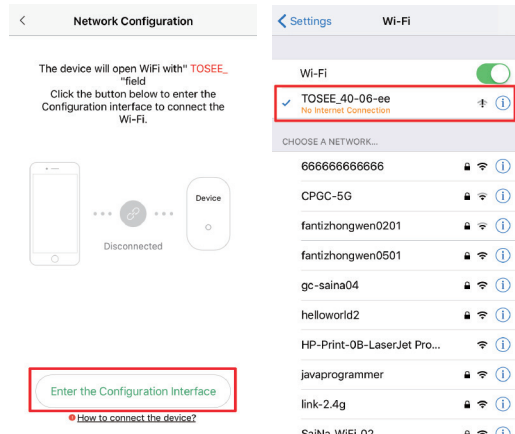 Network Configuration
The device will open WiFi with" TOSEE_
"field
Click the button below to enter the
Configuration interface to connect the
Wi-Fi.
Device
Disconnected
Enter the Configuration Interface
How to connect the device?
Settings
Wi-Fi
Wi-Fi
TOSEE_40-06-ee
No Internet Connection
CHOOSE A NETWORK...
666666666666
CPGC-5G
fantizhongwen0201
fantizhongwen0501
gc-saina04
helloworld2
HP-Print-0B-LaserJet Pro...
javaprogrammer
link-2.4g
SaiNa-WiFi-02